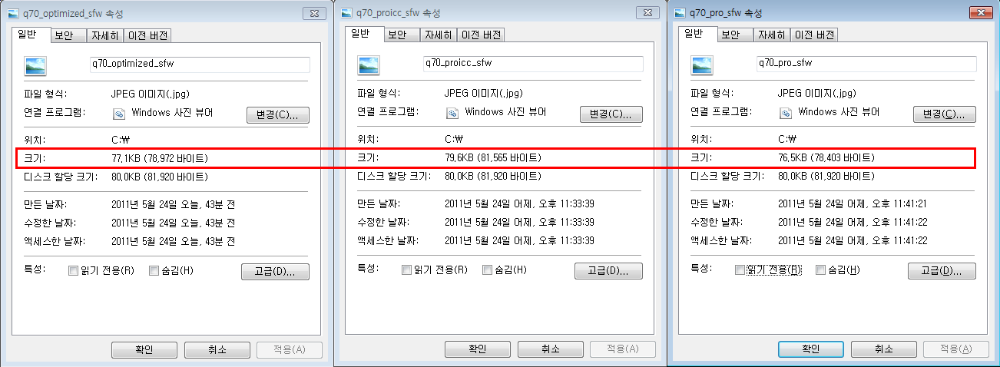 q70_optimized_sfw 속성
일반 보안 자세히 이전 버전
q70_optimized_sfw
파일 형식: JPEG 이미지(.jpg)
연결 프로그램: Windows 사진 뷰어 변경(C)...
위치: C:₩
크기: 77,1KB (78,972 바이트)
디스크 할당 크기: 80,0KB (81,920 바이트)
만든 날짜: 2011년 5월 24일 오늘, 43분 전
수정한 날짜: 2011년 5월 24일 오늘, 43분 전
액세스한 날짜: 2011년 5월 24일 오늘, 43분 전
특성: 읽기 전용(R) 숨김(H) 고급(D)...
확인 취소 적용(A)
q70_proicc_sfw 속성
일반 보안 자세히 이전 버전
q70_proicc_sfw
파일 형식: JPEG 이미지(.jpg)
연결 프로그램: Windows 사진 뷰어 변경(C)...
위치: C:₩
크기: 79,6KB (81,565 바이트)
디스크 할당 크기: 80,0KB (81,920 바이트)
만든 날짜: 2011년 5월 24일 어제, 오후 11:33:39
수정한 날짜: 2011년 5월 24일 어제, 오후 11:33:39
액세스한 날짜: 2011년 5월 24일 어제, 오후 11:33:39
특성: 읽기 전용(R) 숨김(H) 고급(D)...
확인 취소 적용(A)
q70_pro_sfw 속성
일반 보안 자세히 이전 버전
q70_pro_sfw
파일 형식: JPEG 이미지(.jpg)
연결 프로그램: Windows 사진 뷰어 변경(C)...
위치: C:₩
크기: 76,5KB (78,403 바이트)
디스크 할당 크기: 80,0KB (81,920 바이트)
만든 날짜: 2011년 5월 24일 어제, 오후 11:41:21
수정한 날짜: 2011년 5월 24일 어제, 오후 11:41:22
액세스한 날짜: 2011년 5월 24일 어제, 오후 11:41:22
특성: 읽기 전용(R) 숨김(H) 고급(D)...
확인 취소 적용(A)